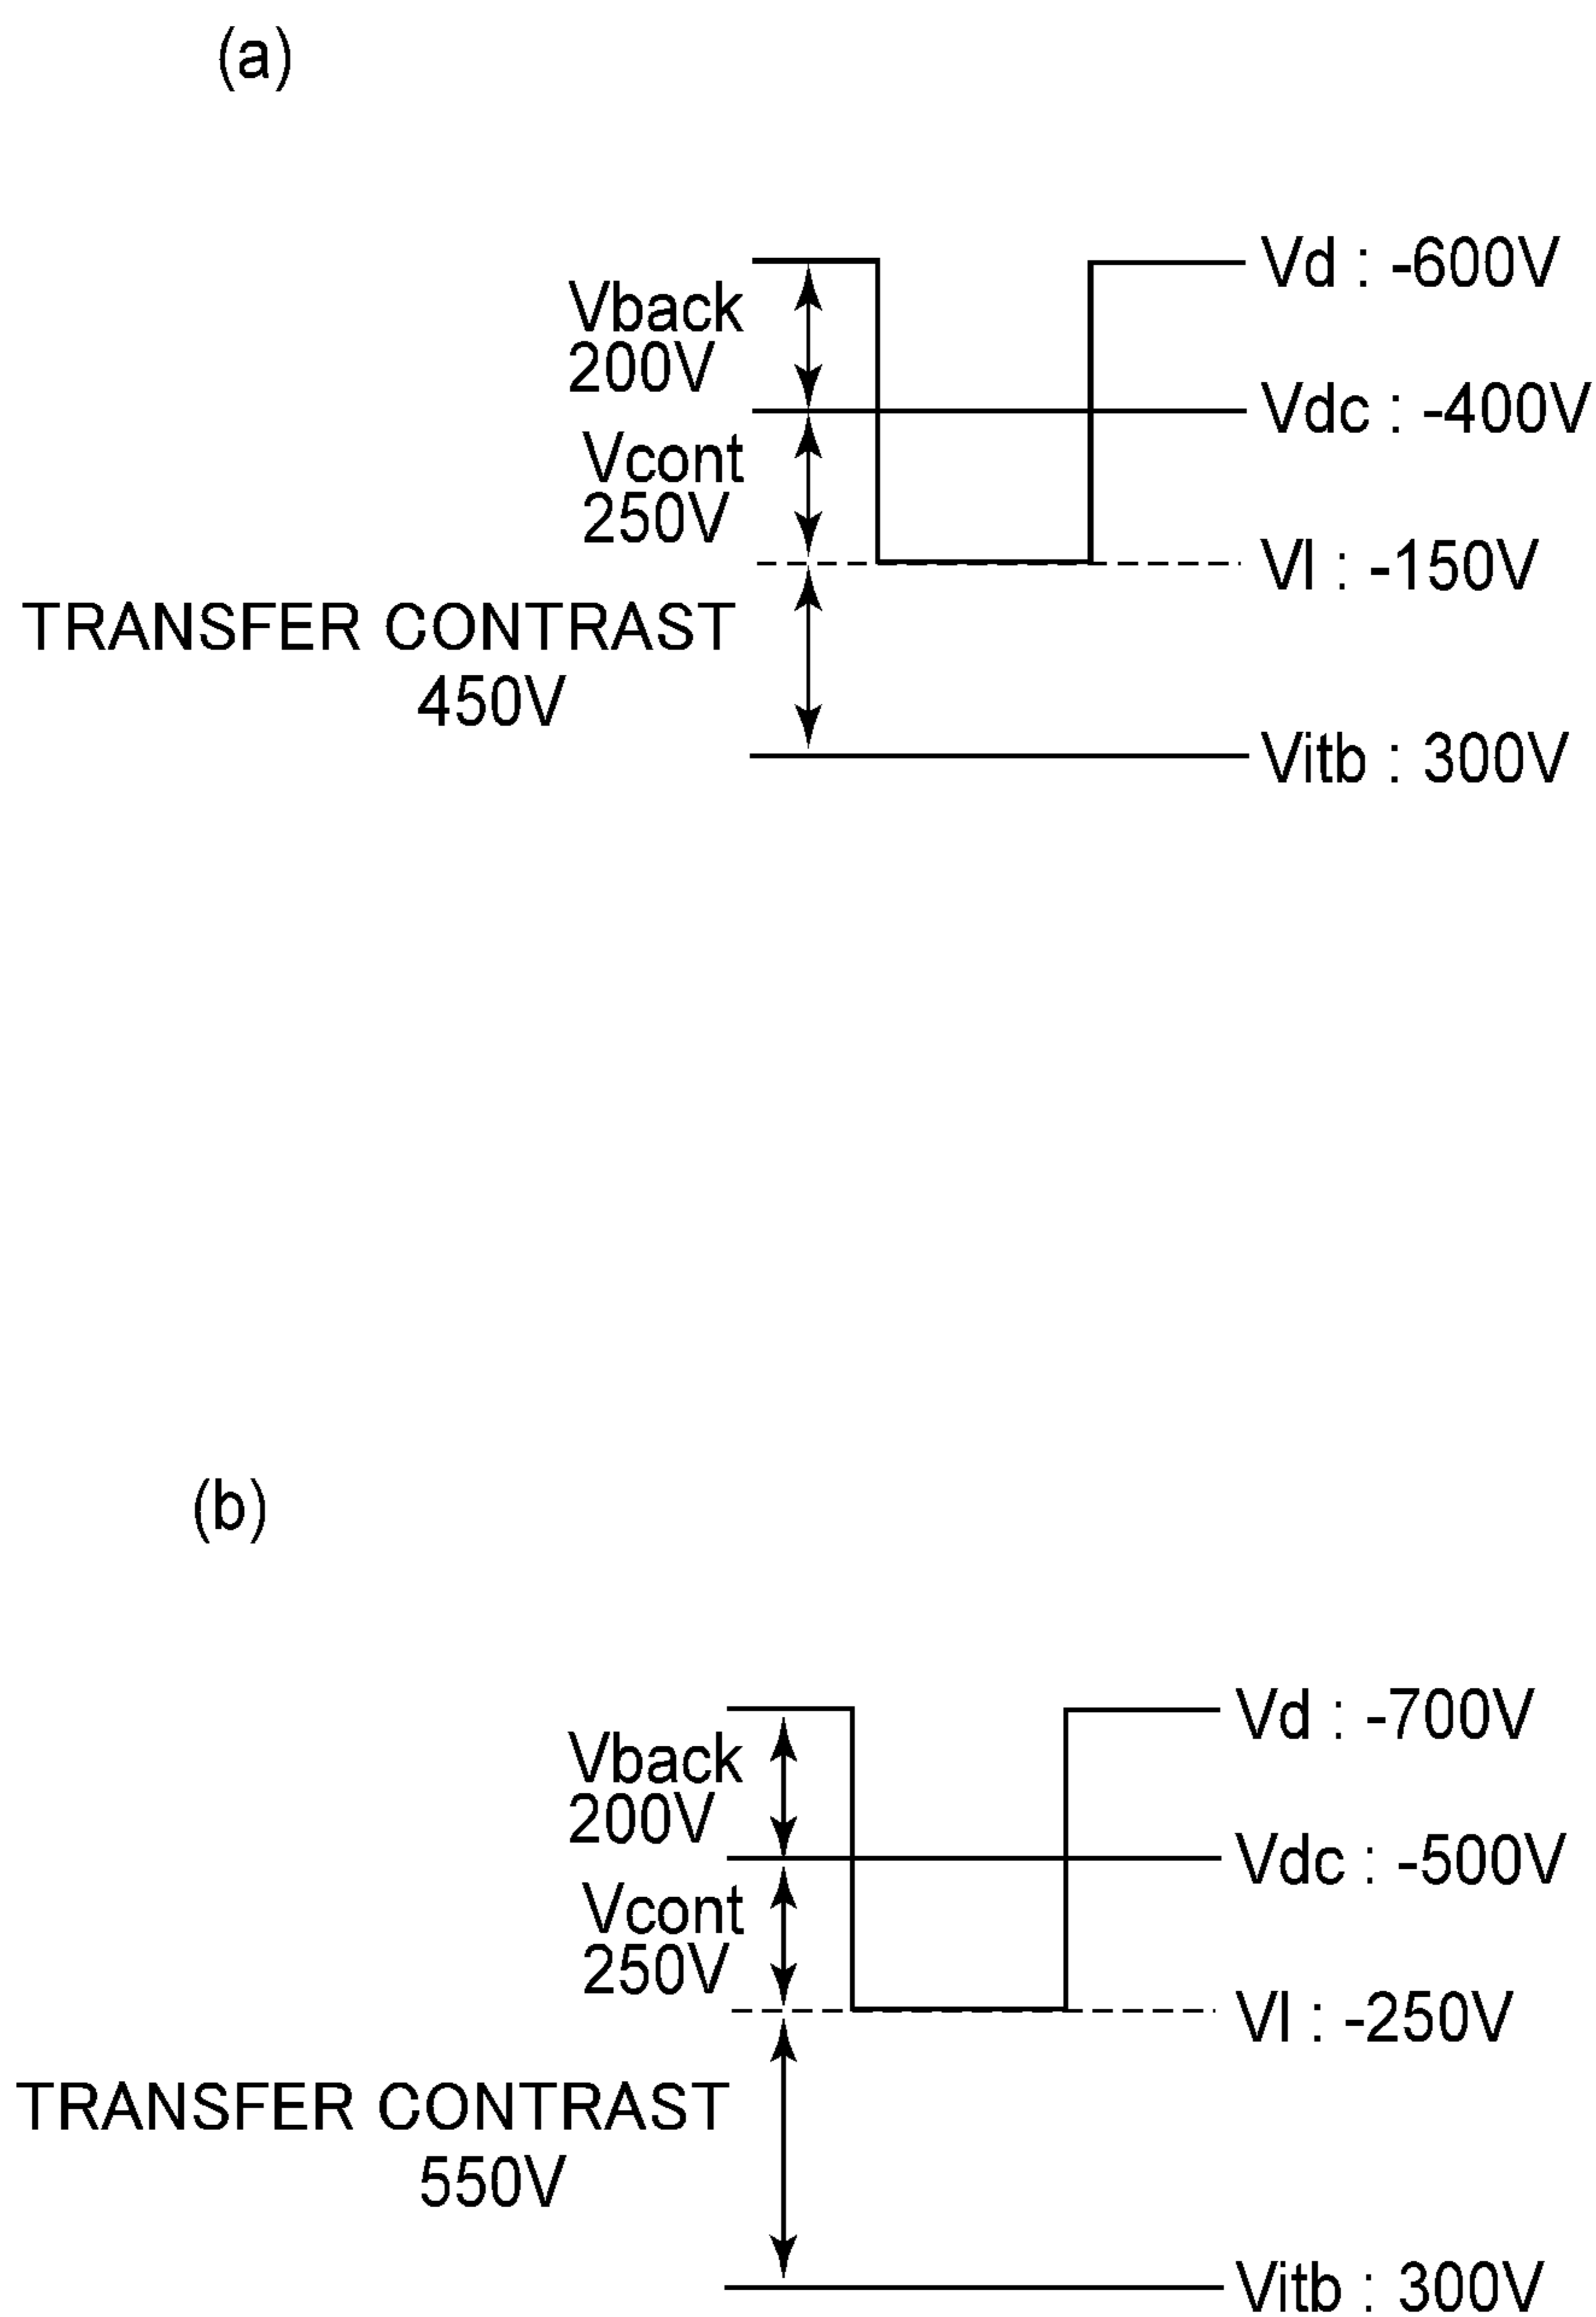 (a)
Vd : -600V
Vback
200V
Vdc : -400V
Vcont
250V
Vl : -150V
TRANSFER CONTRAST
450V
Vitb : 300V
(b)
Vd : -700V
Vback
200V
Vdc : -500V
Vcont
250V
Vl : -250V
TRANSFER CONTRAST
550V
Vitb : 300V